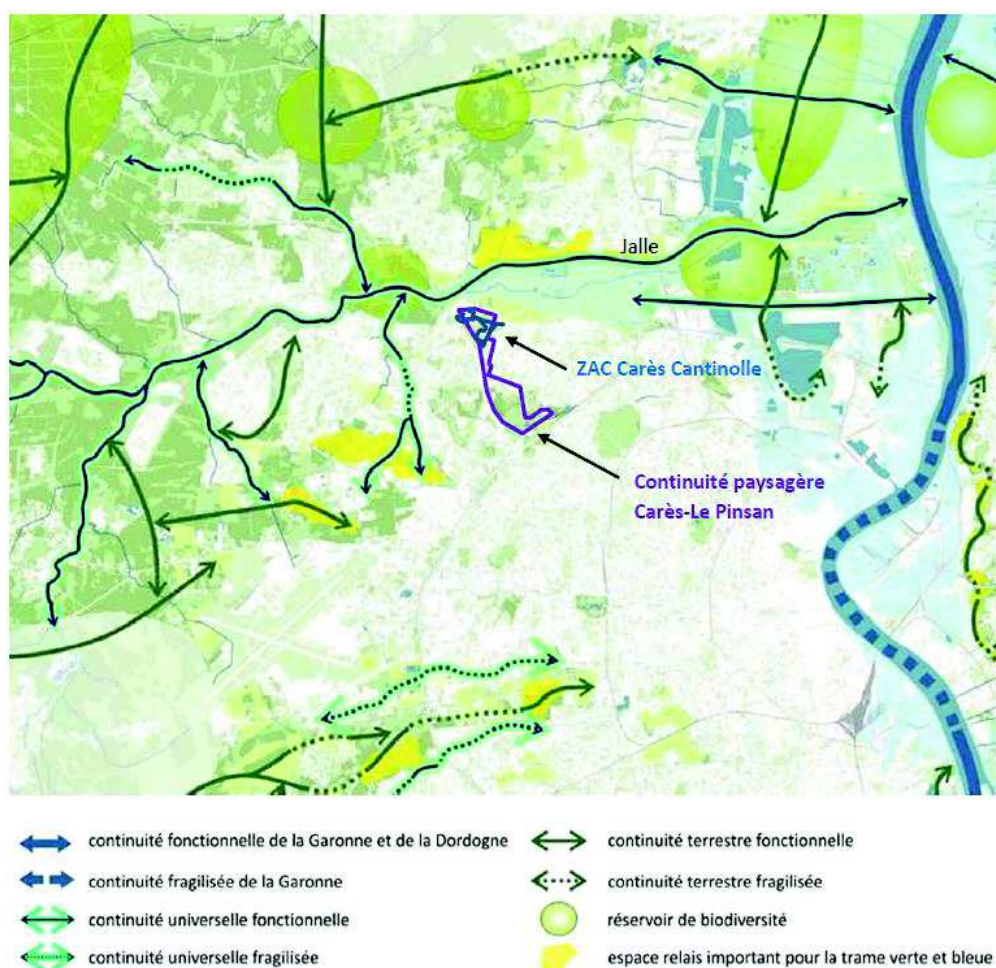 Jalle
ZAC Carès Cantinolle
Continuité paysagère
Carès-Le Pinsan
continuité fonctionnelle de la Garonne et de la Dordogne
continuité fragilisée de la Garonne
continuité universelle fonctionnelle
continuité universelle fragilisée
continuité terrestre fonctionnelle
continuité terrestre fragilisée
réservoir de biodiversité
espace relais important pour la trame verte et bleue